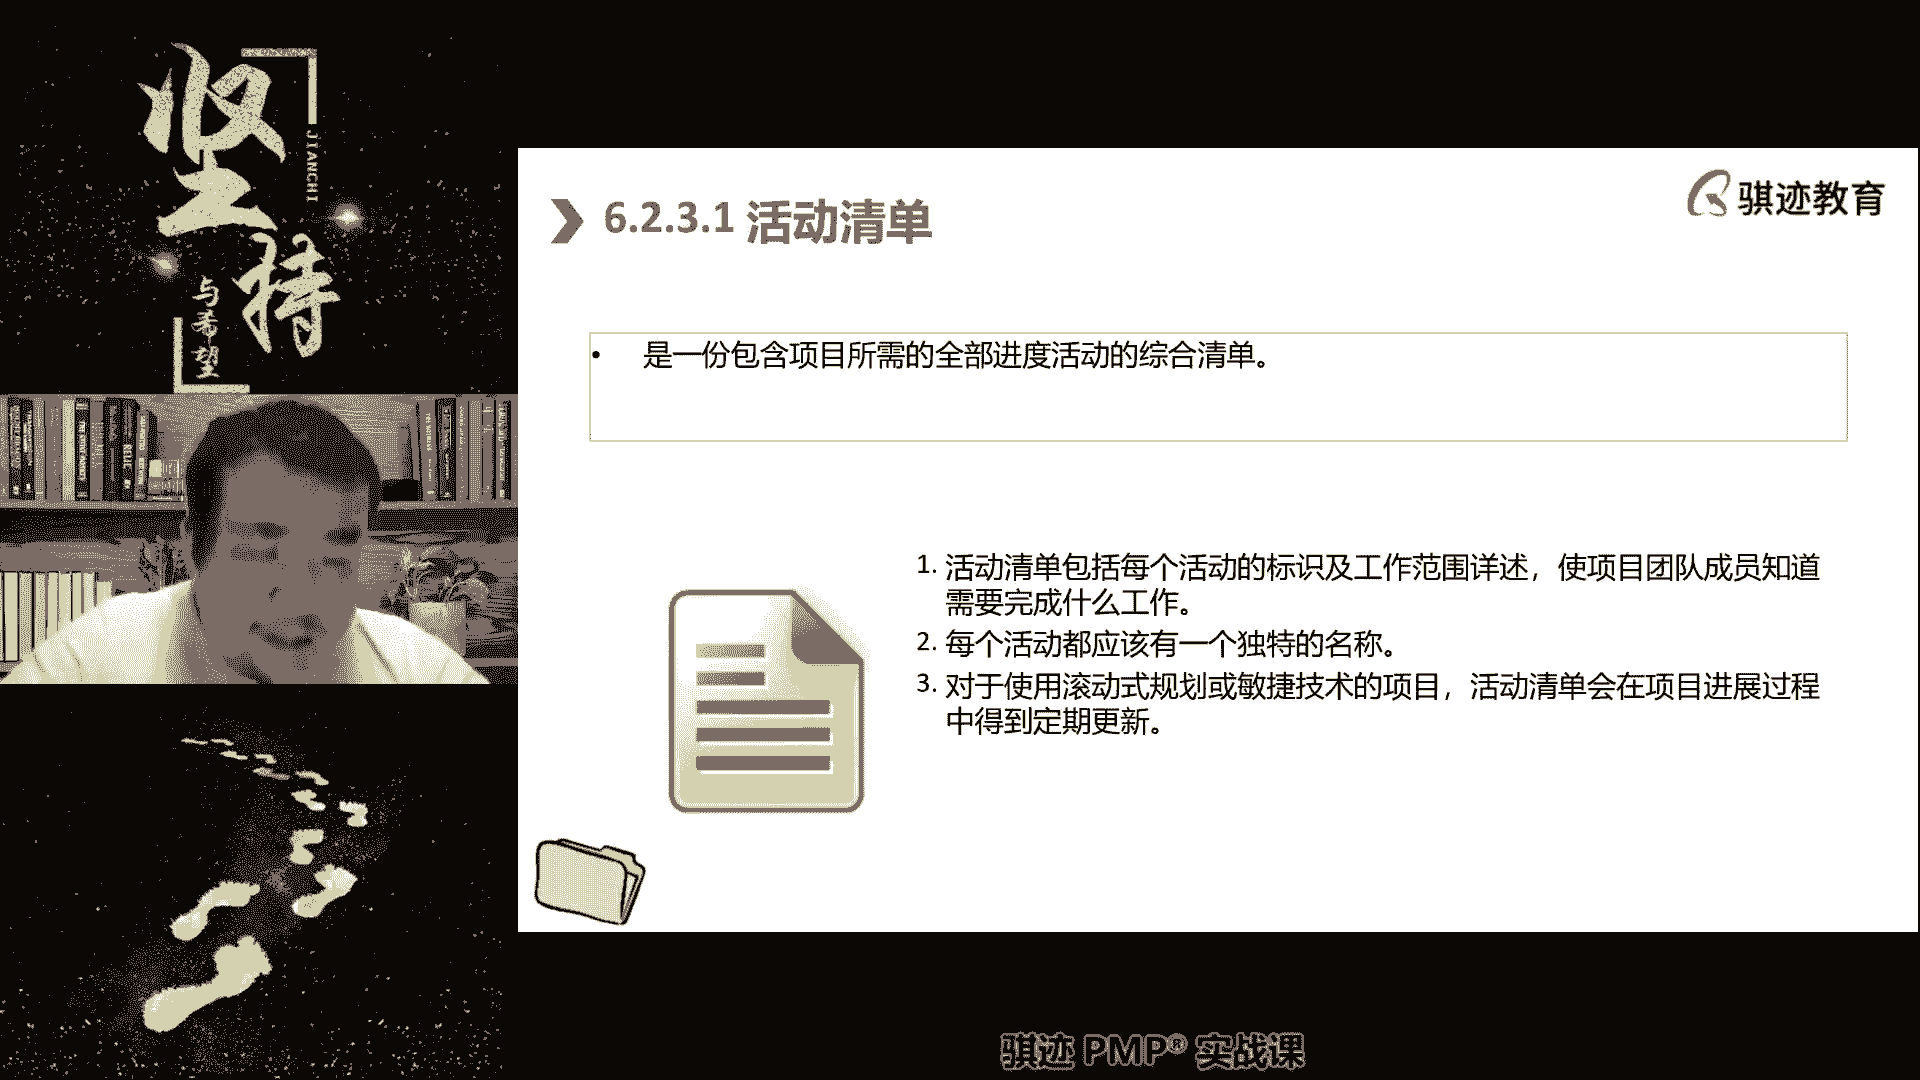 坚持
JIANCHI
与希望
骐迹教育
6.2.3.1 活动清单
• 是一份包含项目所需的全部进度活动的综合清单。
1. 活动清单包括每个活动的标识及工作范围详述，使项目团队成员知道
需要完成什么工作。
2. 每个活动都应该有一个独特的名称。
3. 对于使用滚动式规划或敏捷技术的项目，活动清单会在项目进展过程
中得到定期更新。
骐迹 PMP® 实战课